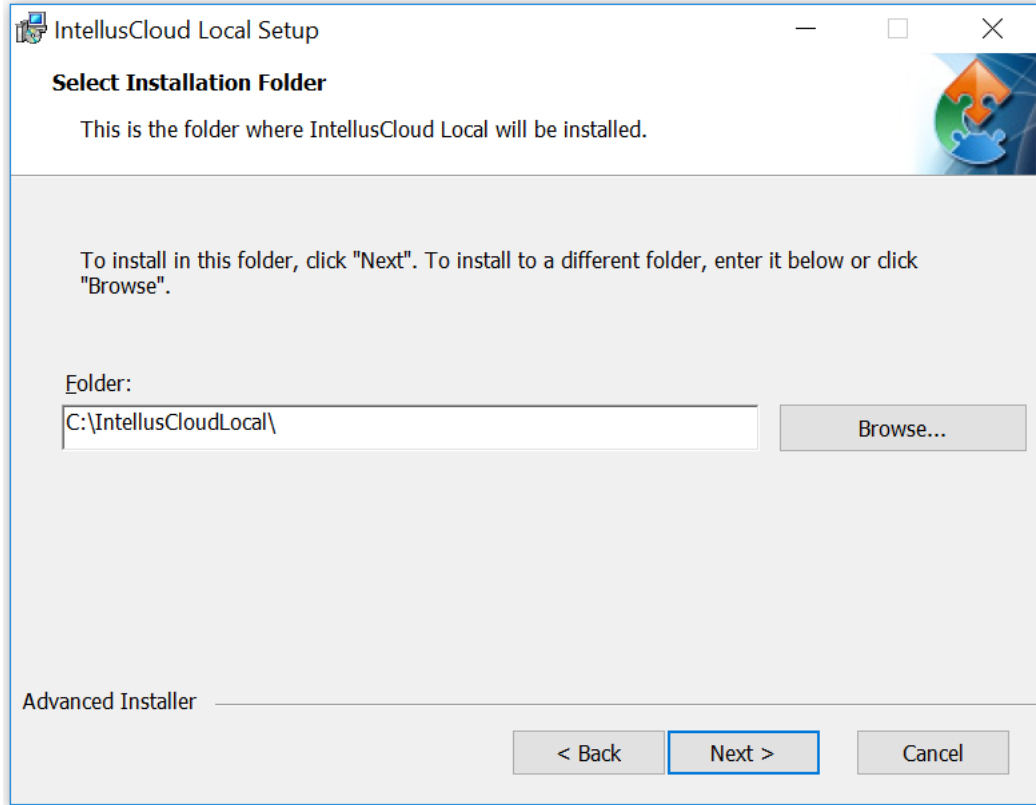 IntellusCloud Local Setup
Select Installation Folder
This is the folder where IntellusCloud Local will be installed.
To install in this folder, click "Next". To install to a different folder, enter it below or click
"Browse".
Folder:
C:\IntellusCloudLocal\
Browse...
Advanced Installer
< Back
Next >
Cancel